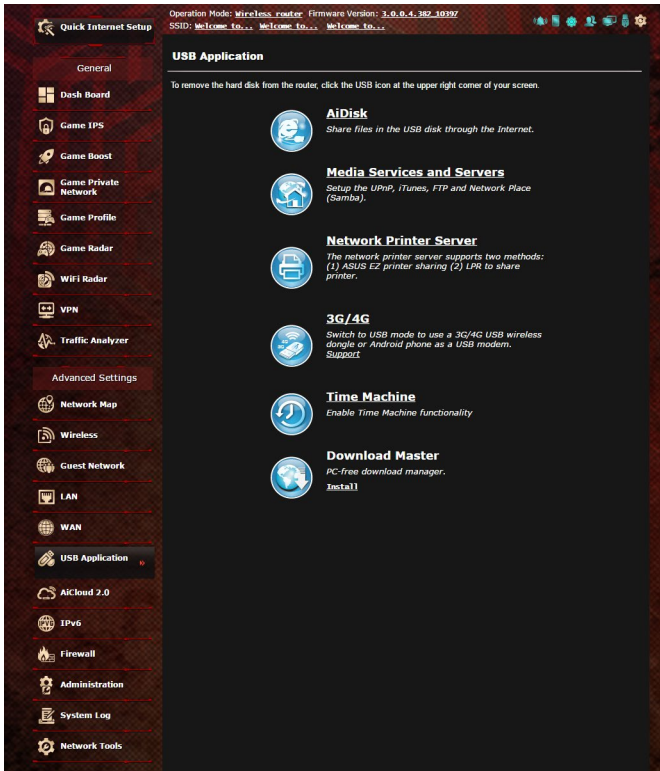 Quick Internet Setup
Operation Mode: Wireless router Firmware Version: 3.0.0.4.382_10397
SSID: Welcome to... Welcome to... Welcome to...
General
Dash Board
Game IPS
Game Boost
Game Private
Network
Game Profile
Game Radar
WiFi Radar
VPN
Traffic Analyzer
Advanced Settings
Network Map
Wireless
Guest Network
LAN
WAN
USB Application
AiCloud 2.0
IPv6
Firewall
Administration
System Log
Network Tools
USB Application
To remove the hard disk from the router, click the USB icon at the upper right corner of your screen.
AiDisk
Share files in the USB disk through the Internet.
Media Services and Servers
Setup the UPnP, iTunes, FTP and Network Place
(Samba).
Network Printer Server
The network printer server supports two methods:
(1) ASUS EZ printer sharing (2) LPR to share
printer.
3G/4G
Switch to USB mode to use a 3G/4G USB wireless
dongle or Android phone as a USB modem.
Support
Time Machine
Enable Time Machine functionality
Download Master
PC-free download manager.
Install